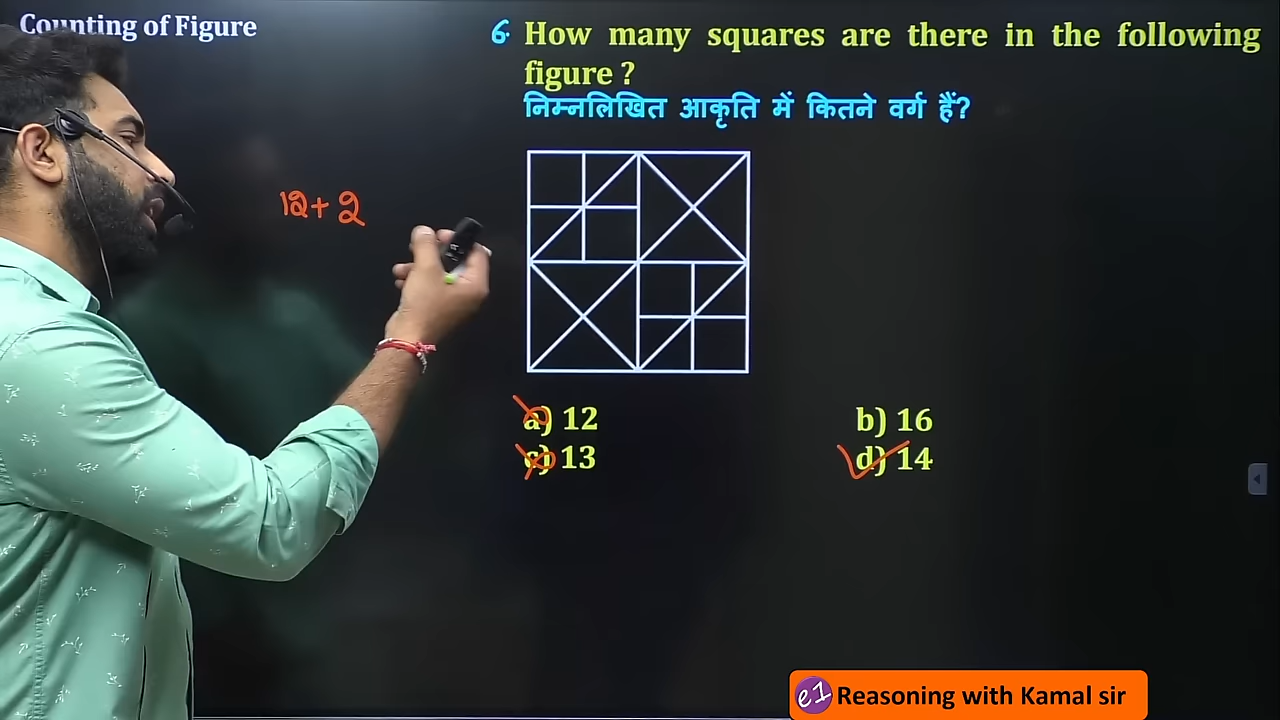 Counting of Figure
6. How many squares are there in the following
figure ?
निम्नलिखित आकृति में कितने वर्ग हैं?
12+2
a) 12
b) 16
c) 13
d) 14
e1 Reasoning with Kamal sir